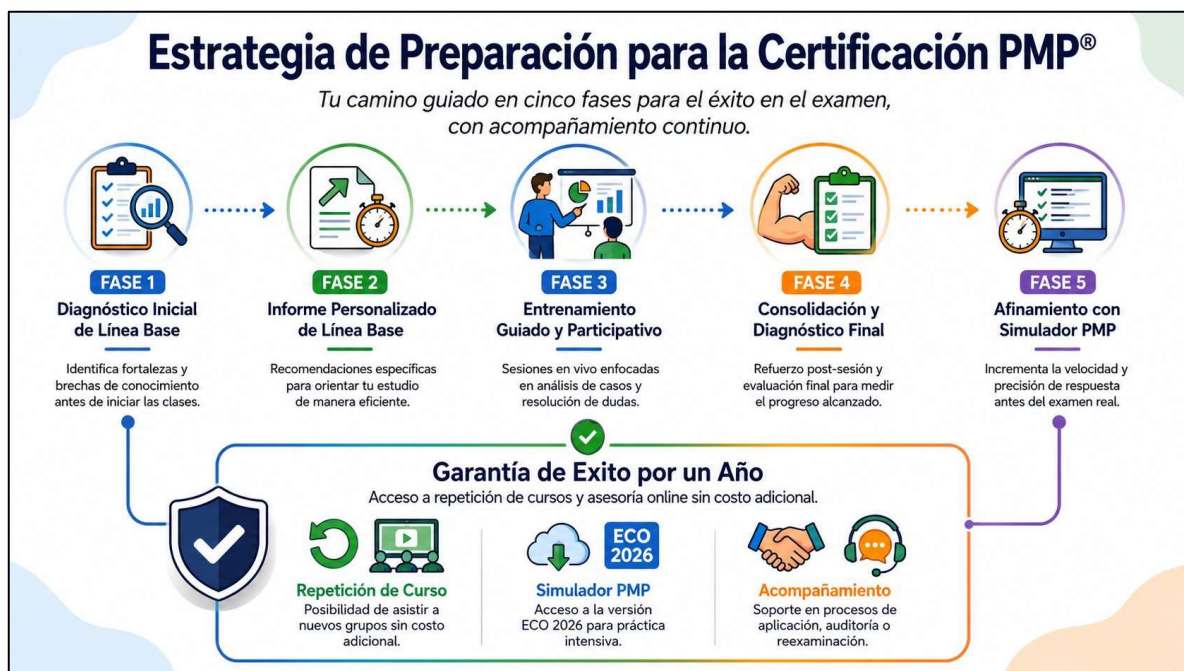 Estrategia de Preparación para la Certificación PMP®
Tu camino guiado en cinco fases para el éxito en el examen,
con acompañamiento continuo.
FASE 1
Diagnóstico Inicial
de Línea Base
Identifica fortalezas y
brechas de conocimiento
antes de iniciar las clases.
FASE 2
Informe Personalizado
de Línea Base
Recomendaciones específicas
para orientar tu estudio
de manera eficiente.
FASE 3
Entrenamiento
Guiado y Participativo
Sesiones en vivo enfocadas
en análisis de casos y
resolución de dudas.
FASE 4
Consolidación y
Diagnóstico Final
Refuerzo post-sesión y
evaluación final para medir
el progreso alcanzado.
FASE 5
Afinamiento con
Simulador PMP
Incrementa la velocidad y
precisión de respuesta
antes del examen real.
Garantía de Exito por un Año
Acceso a repetición de cursos y asesoría online sin costo adicional.
Repetición de Curso
Posibilidad de asistir a
nuevos grupos sin costo
adicional.
ECO
2026
Simulador PMP
Acceso a la versión
ECO 2026 para práctica
intensiva.
Acompañamiento
Soporte en procesos de
aplicación, auditoría o
reexaminación.